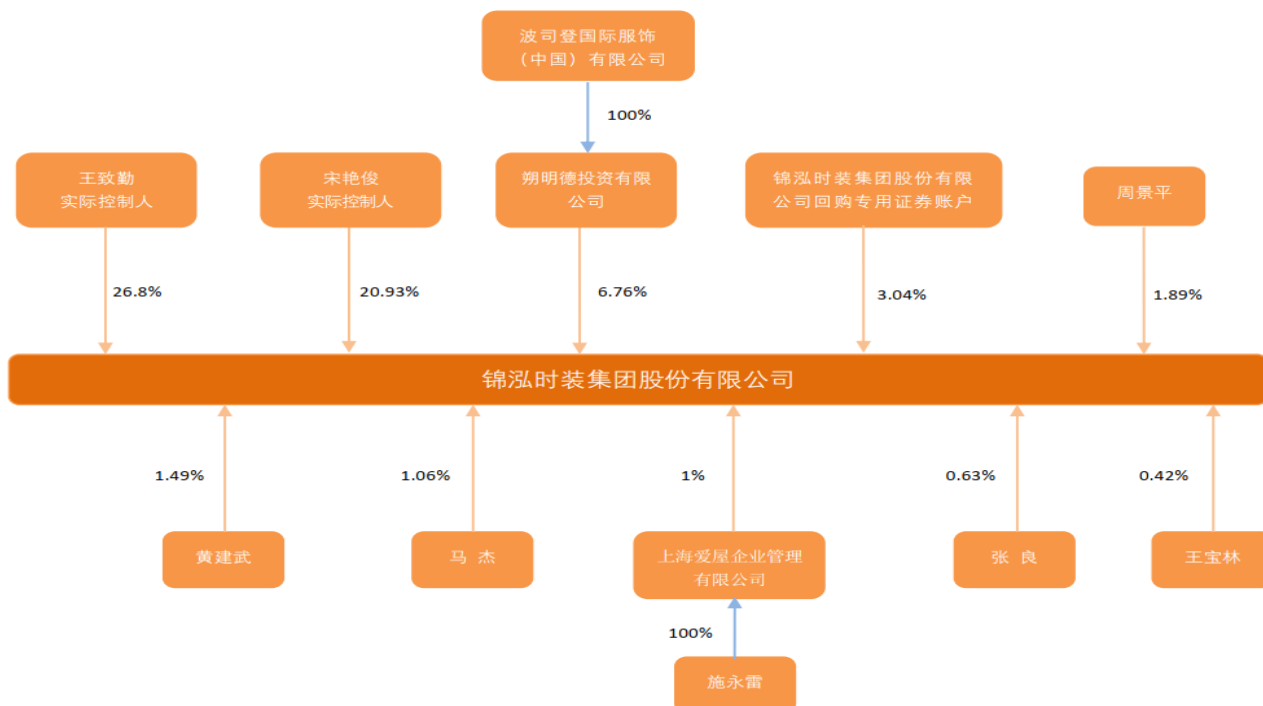 波司登国际服饰
（中国）有限公司
100%
王致勤
实际控制人
宋艳俊
实际控制人
朔明德投资有限
公司
锦泓时装集团股份有限
公司回购专用证券账户
周景平
26.8%
20.93%
6.76%
3.04%
1.89%
锦泓时装集团股份有限公司
1.49%
1.06%
1%
0.63%
0.42%
黄建武
马 杰
上海爱屋企业管理
有限公司
张 良
王宝林
100%
施永雷